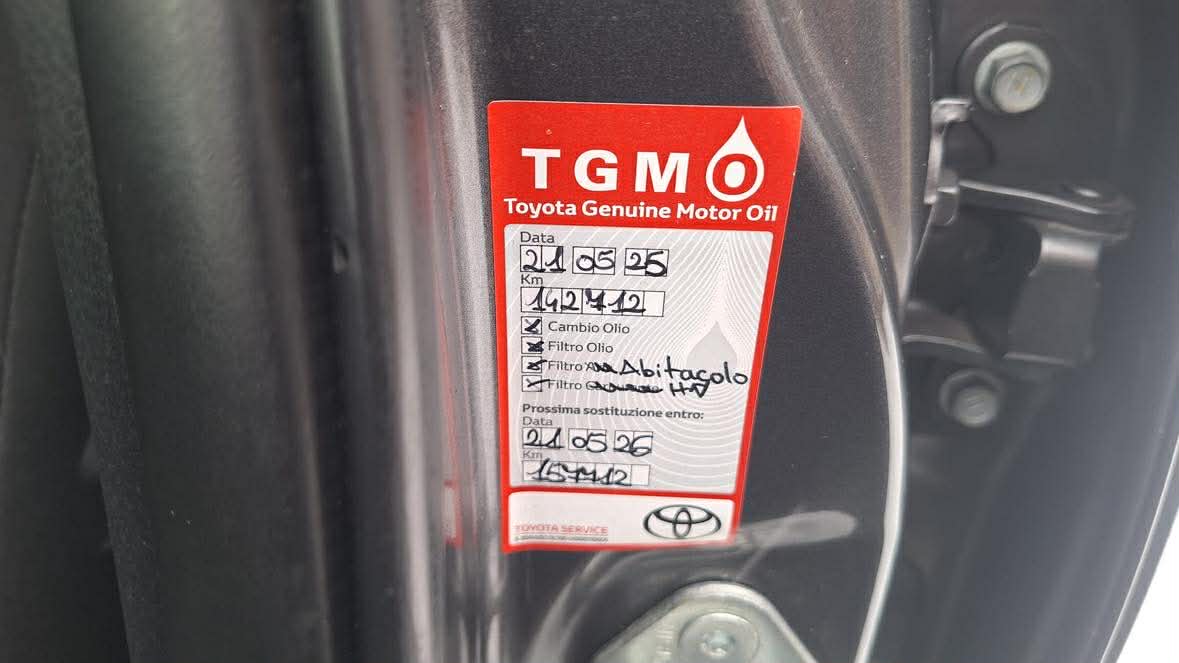 TGMO
Toyota Genuine Motor Oil
Data
21 05 25
Km
142712
Cambio Olio
Filtro Olio
Filtro Abitacolo
Filtro HV
Prossima sostituzione entro:
Data
21 05 26
Km
157712
TOYOTA SERVICE